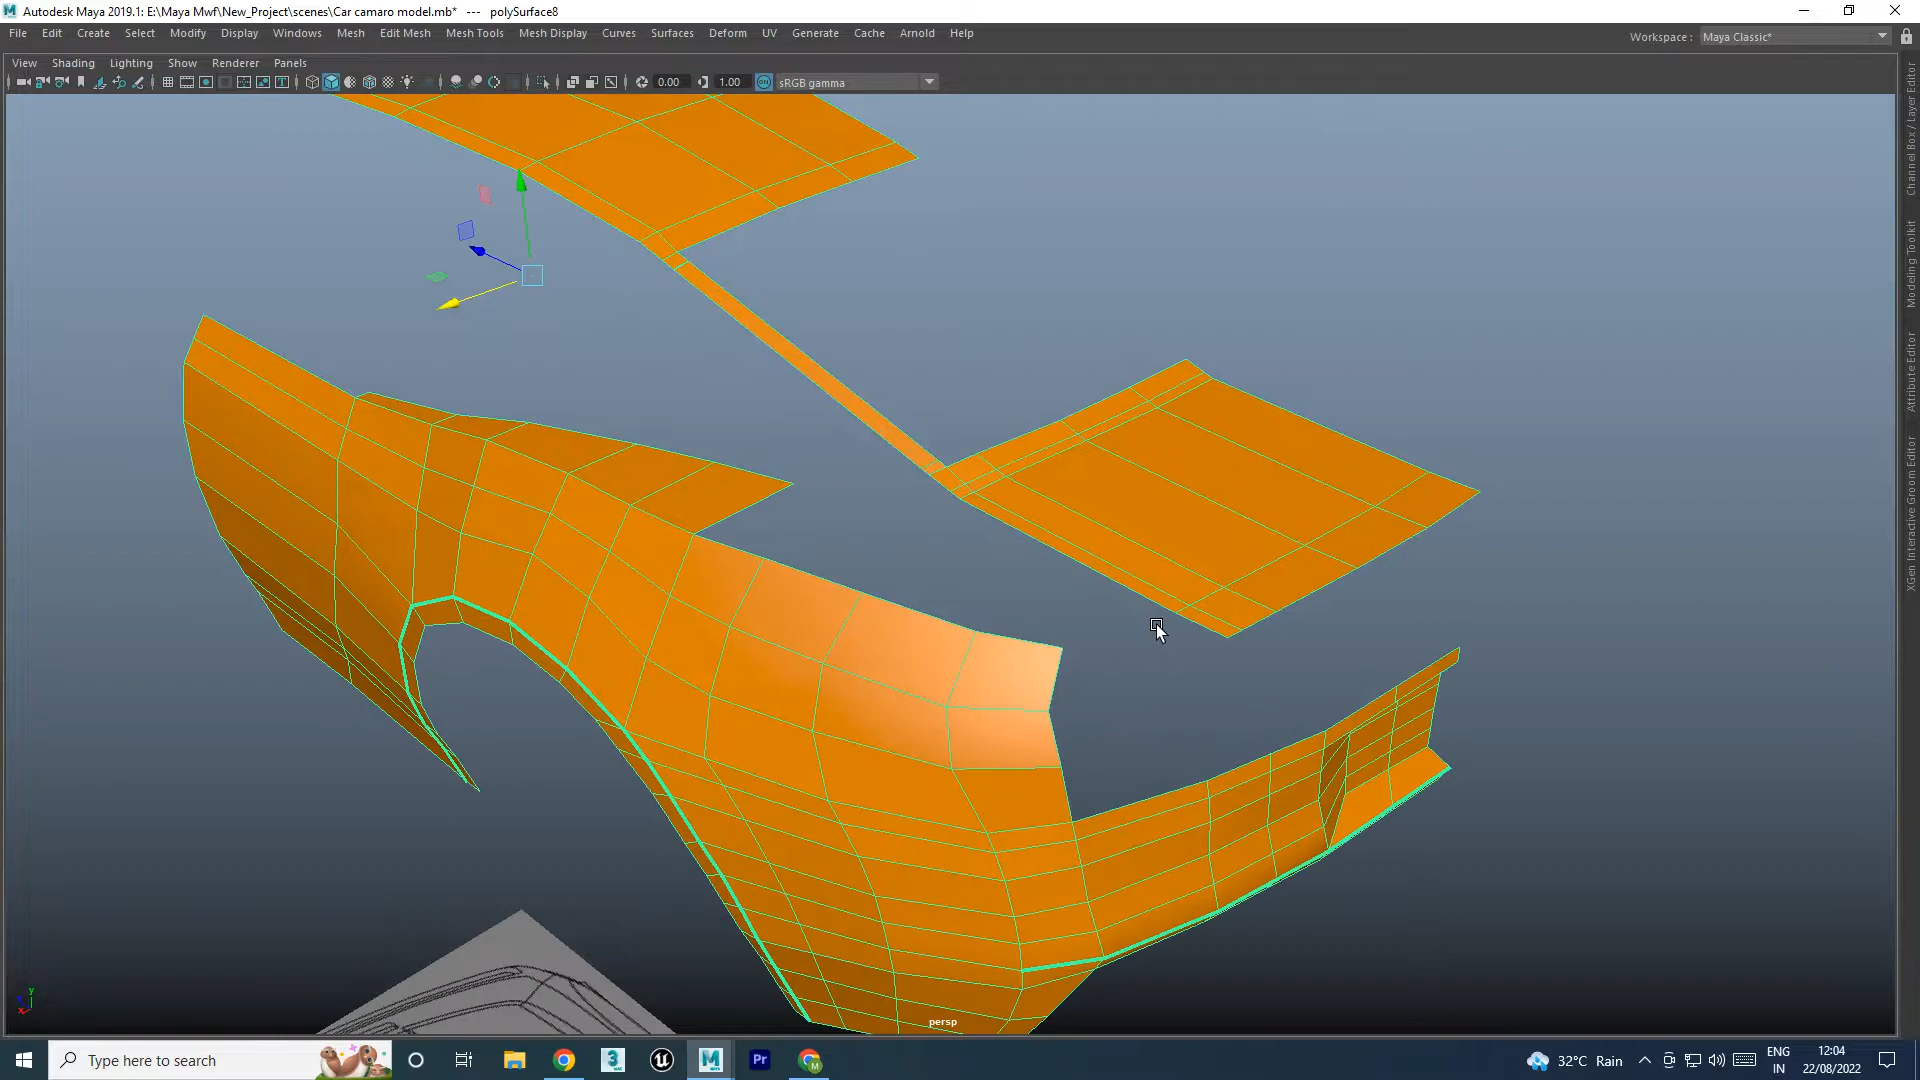 Autodesk Maya 2019.1: E:\Maya Mwf\New_Project\scenes\Car camaro model.mb*   ---   polySurface8
File Edit Create Select Modify Display Windows Mesh Edit Mesh Mesh Tools Mesh Display Curves Surfaces Deform UV Generate Cache Arnold Help
Workspace : Maya Classic*
View Shading Lighting Show Renderer Panels
0.00 1.00 ON sRGB gamma
Channel Box / Layer Editor
Modeling Toolkit
Attribute Editor
XGen Interactive Groom Editor
y
x
persp
Type here to search
32°C Rain
ENG
IN
12:04
22/08/2022